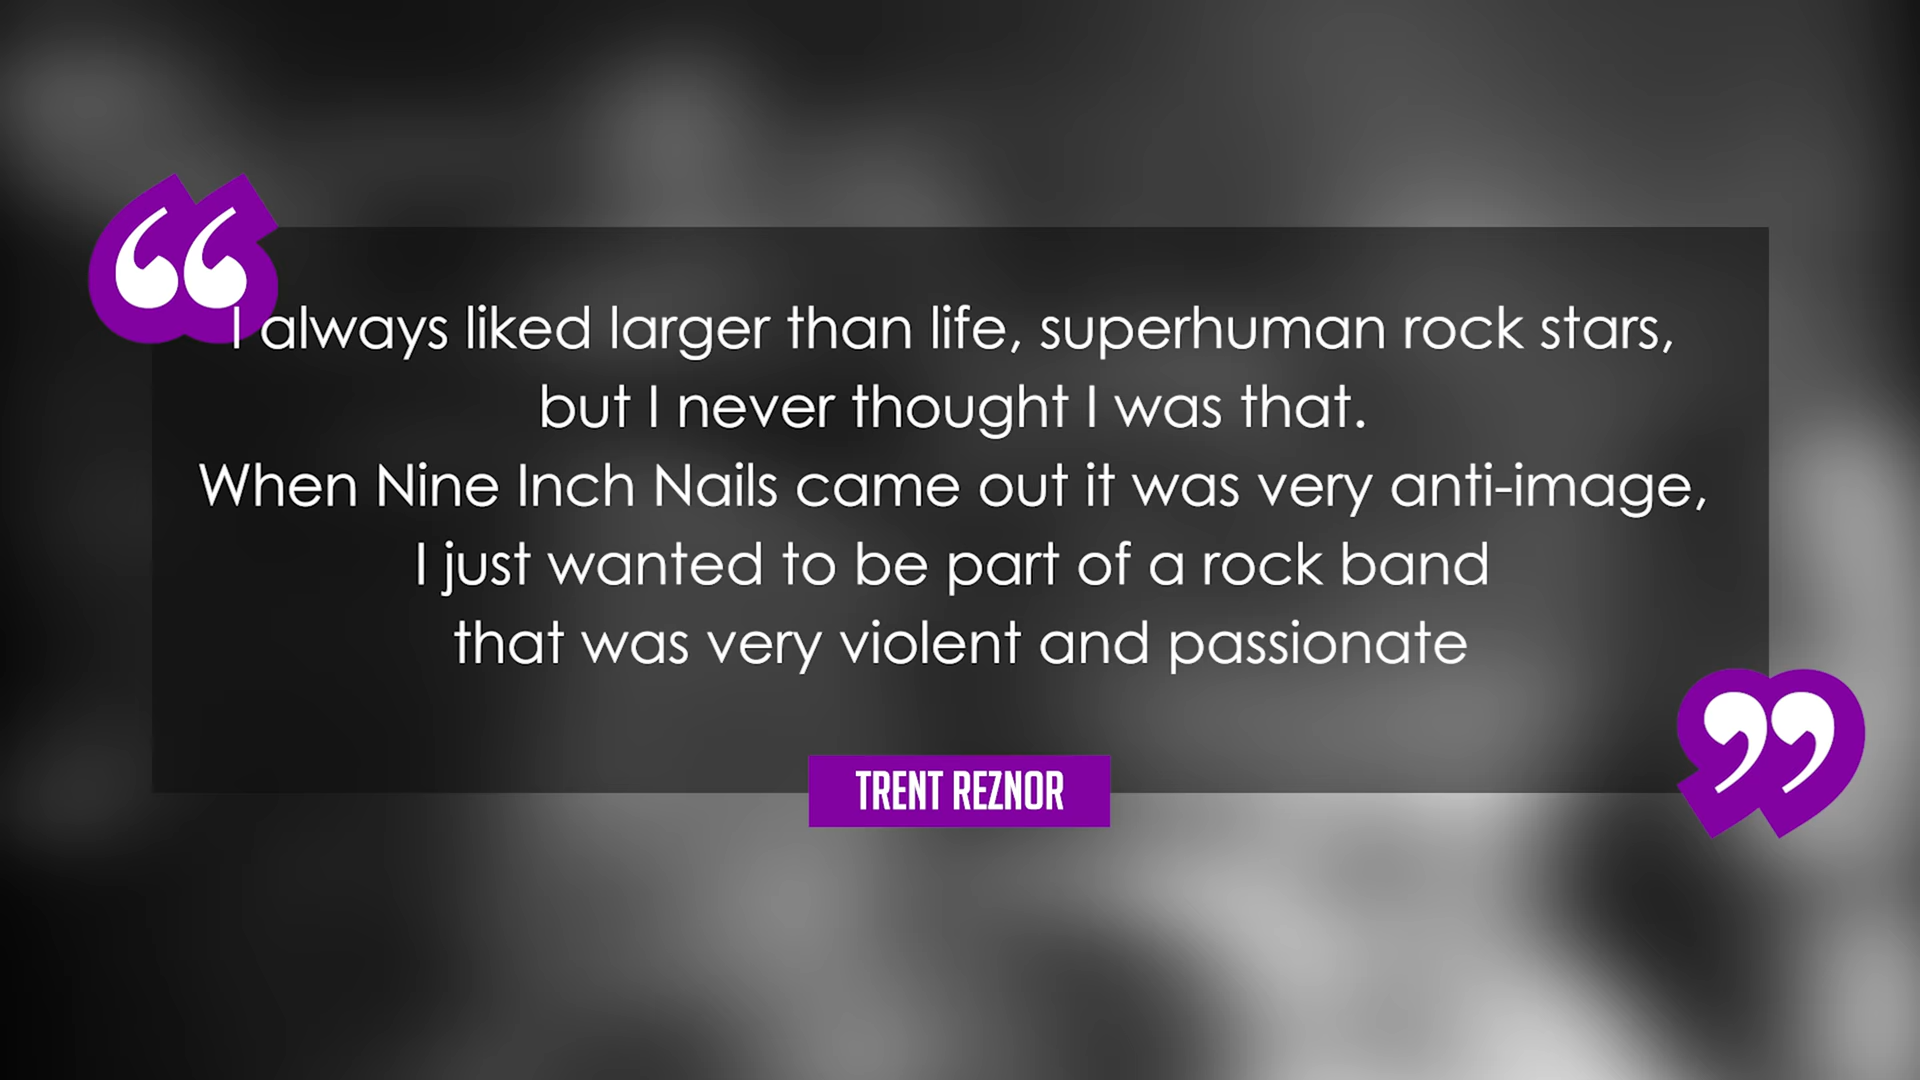 I always liked larger than life, superhuman rock stars,
but I never thought I was that.
When Nine Inch Nails came out it was very anti-image,
I just wanted to be part of a rock band
that was very violent and passionate
TRENT REZNOR